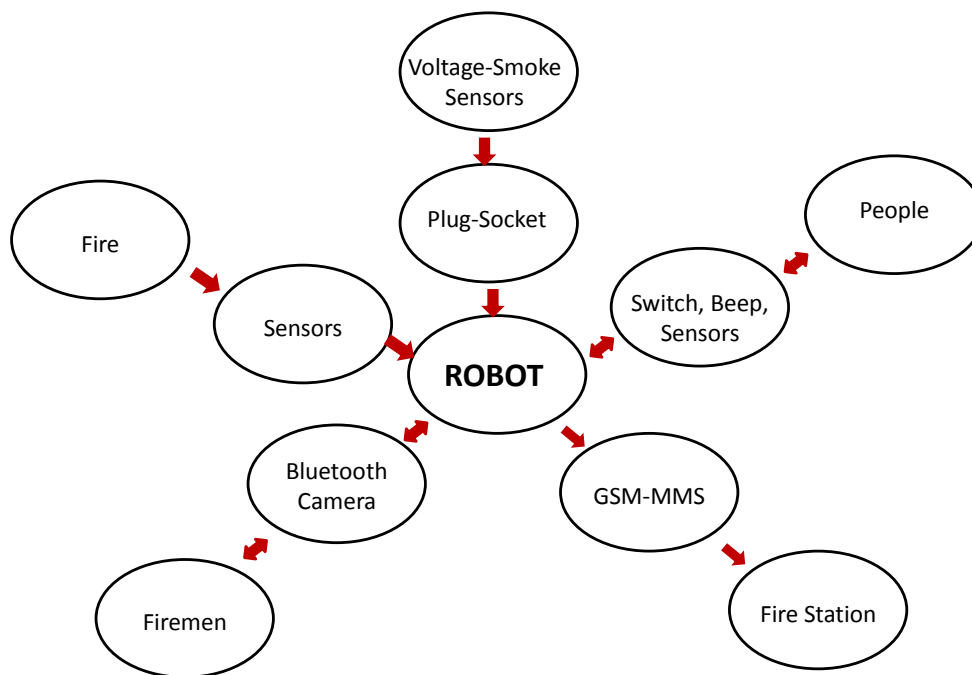 Voltage-Smoke
Sensors
Plug-Socket
People
Fire
Switch, Beep,
Sensors
Sensors
ROBOT
Bluetooth
Camera
GSM-MMS
Firemen
Fire Station